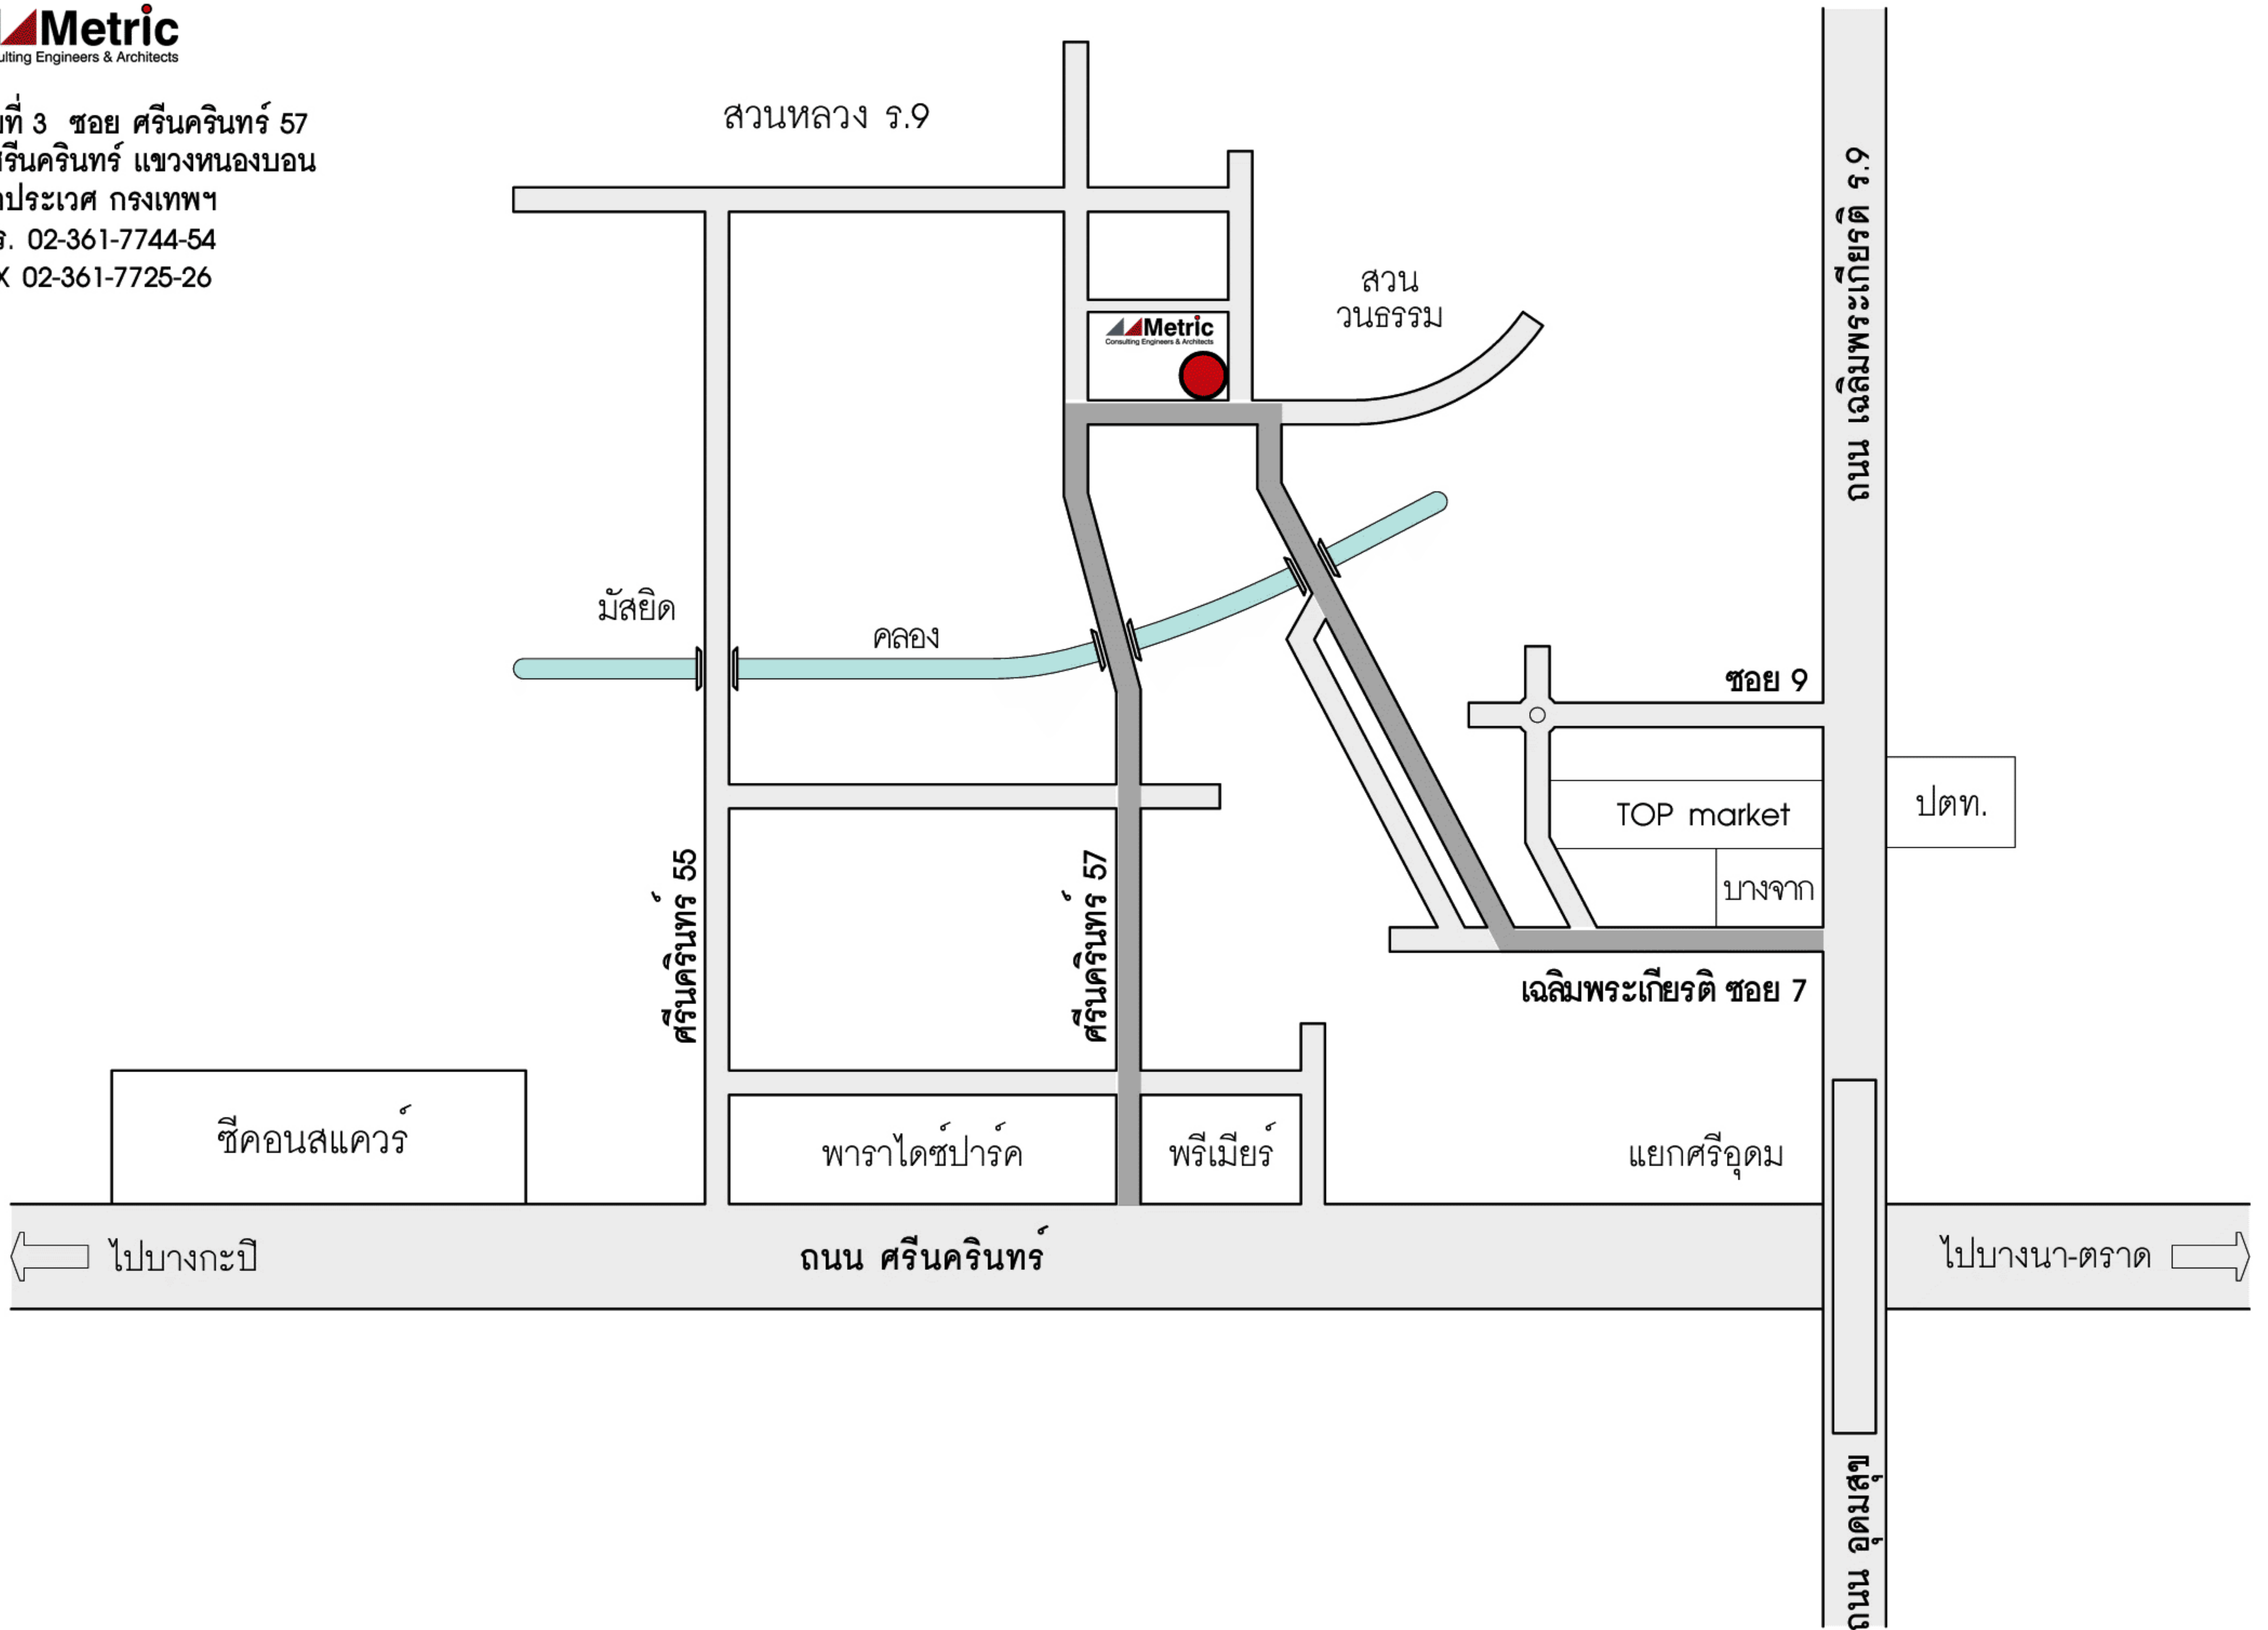 Metric
ulting Engineers & Architects
ที่ 3 ซอย ศรีนครินทร์ 57
ศรีนครินทร์ แขวงหนองบอน
ประเวศ กรุงเทพฯ
ร. 02-361-7744-54
X 02-361-7725-26
สวนหลวง ร.9
ถนน เฉลิมพระเกียรติ ร.9
สวน
วนธรรม
Metric
Consulting Engineers & Architects
มัสยิด
คลอง
ซอย 9
TOP market
ปตท.
บางจาก
ศรีนครินทร์ 55
ศรีนครินทร์ 57
เฉลิมพระเกียรติ ซอย 7
ซีคอนสแควร์
พาราไดซ์ปาร์ค
พรีเมียร์
แยกศรีอุดม
ไปบางกะปิ
ถนน ศรีนครินทร์
ไปบางนา-ตราด
ถนน อุดมสุข